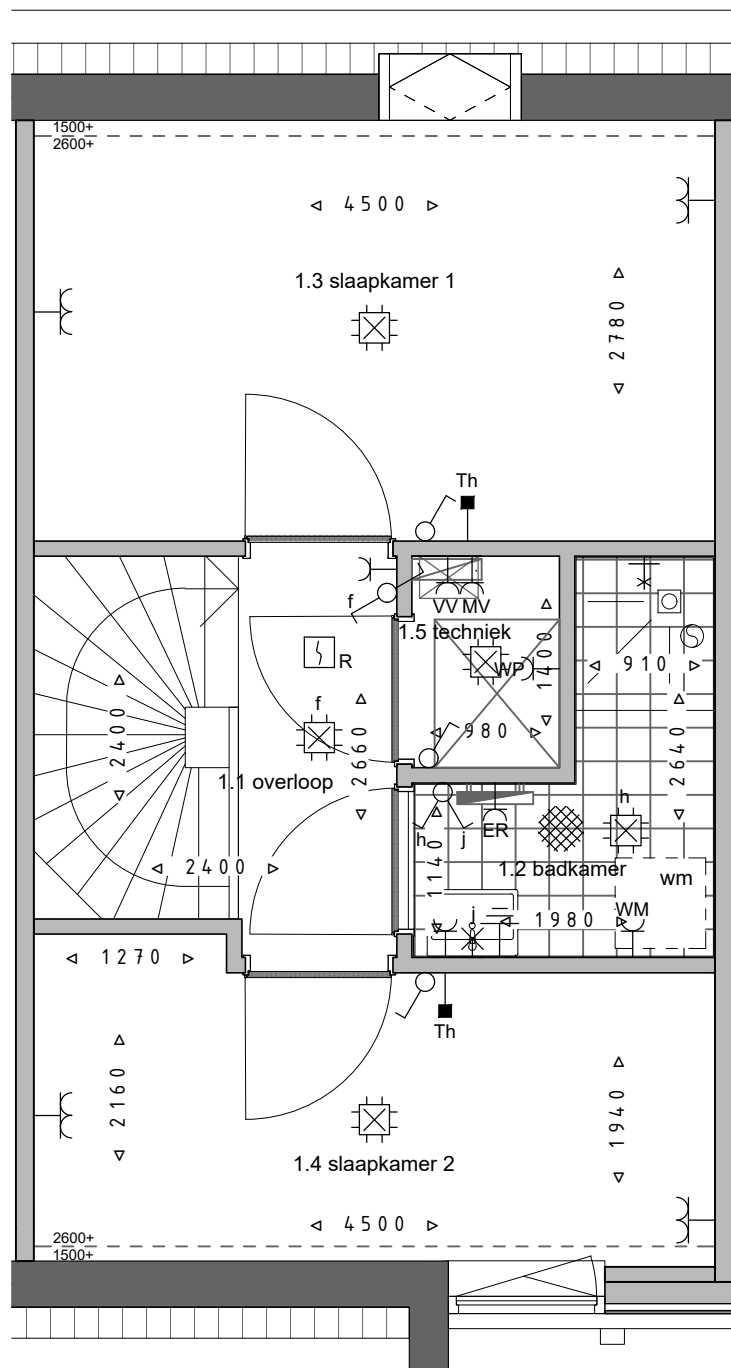 1500+
2600+
4500
1.3 slaapkamer 1
2780
Th
f
VV MV
1.5 techniek
R
WP
1400
910
f
2400
2660
980
2640
1.1 overloop
h
h
j
ER
1140
1.2 badkamer
2400
wm
j
1980
WM
1270
Th
2160
1940
1.4 slaapkamer 2
4500
2600+
1500+